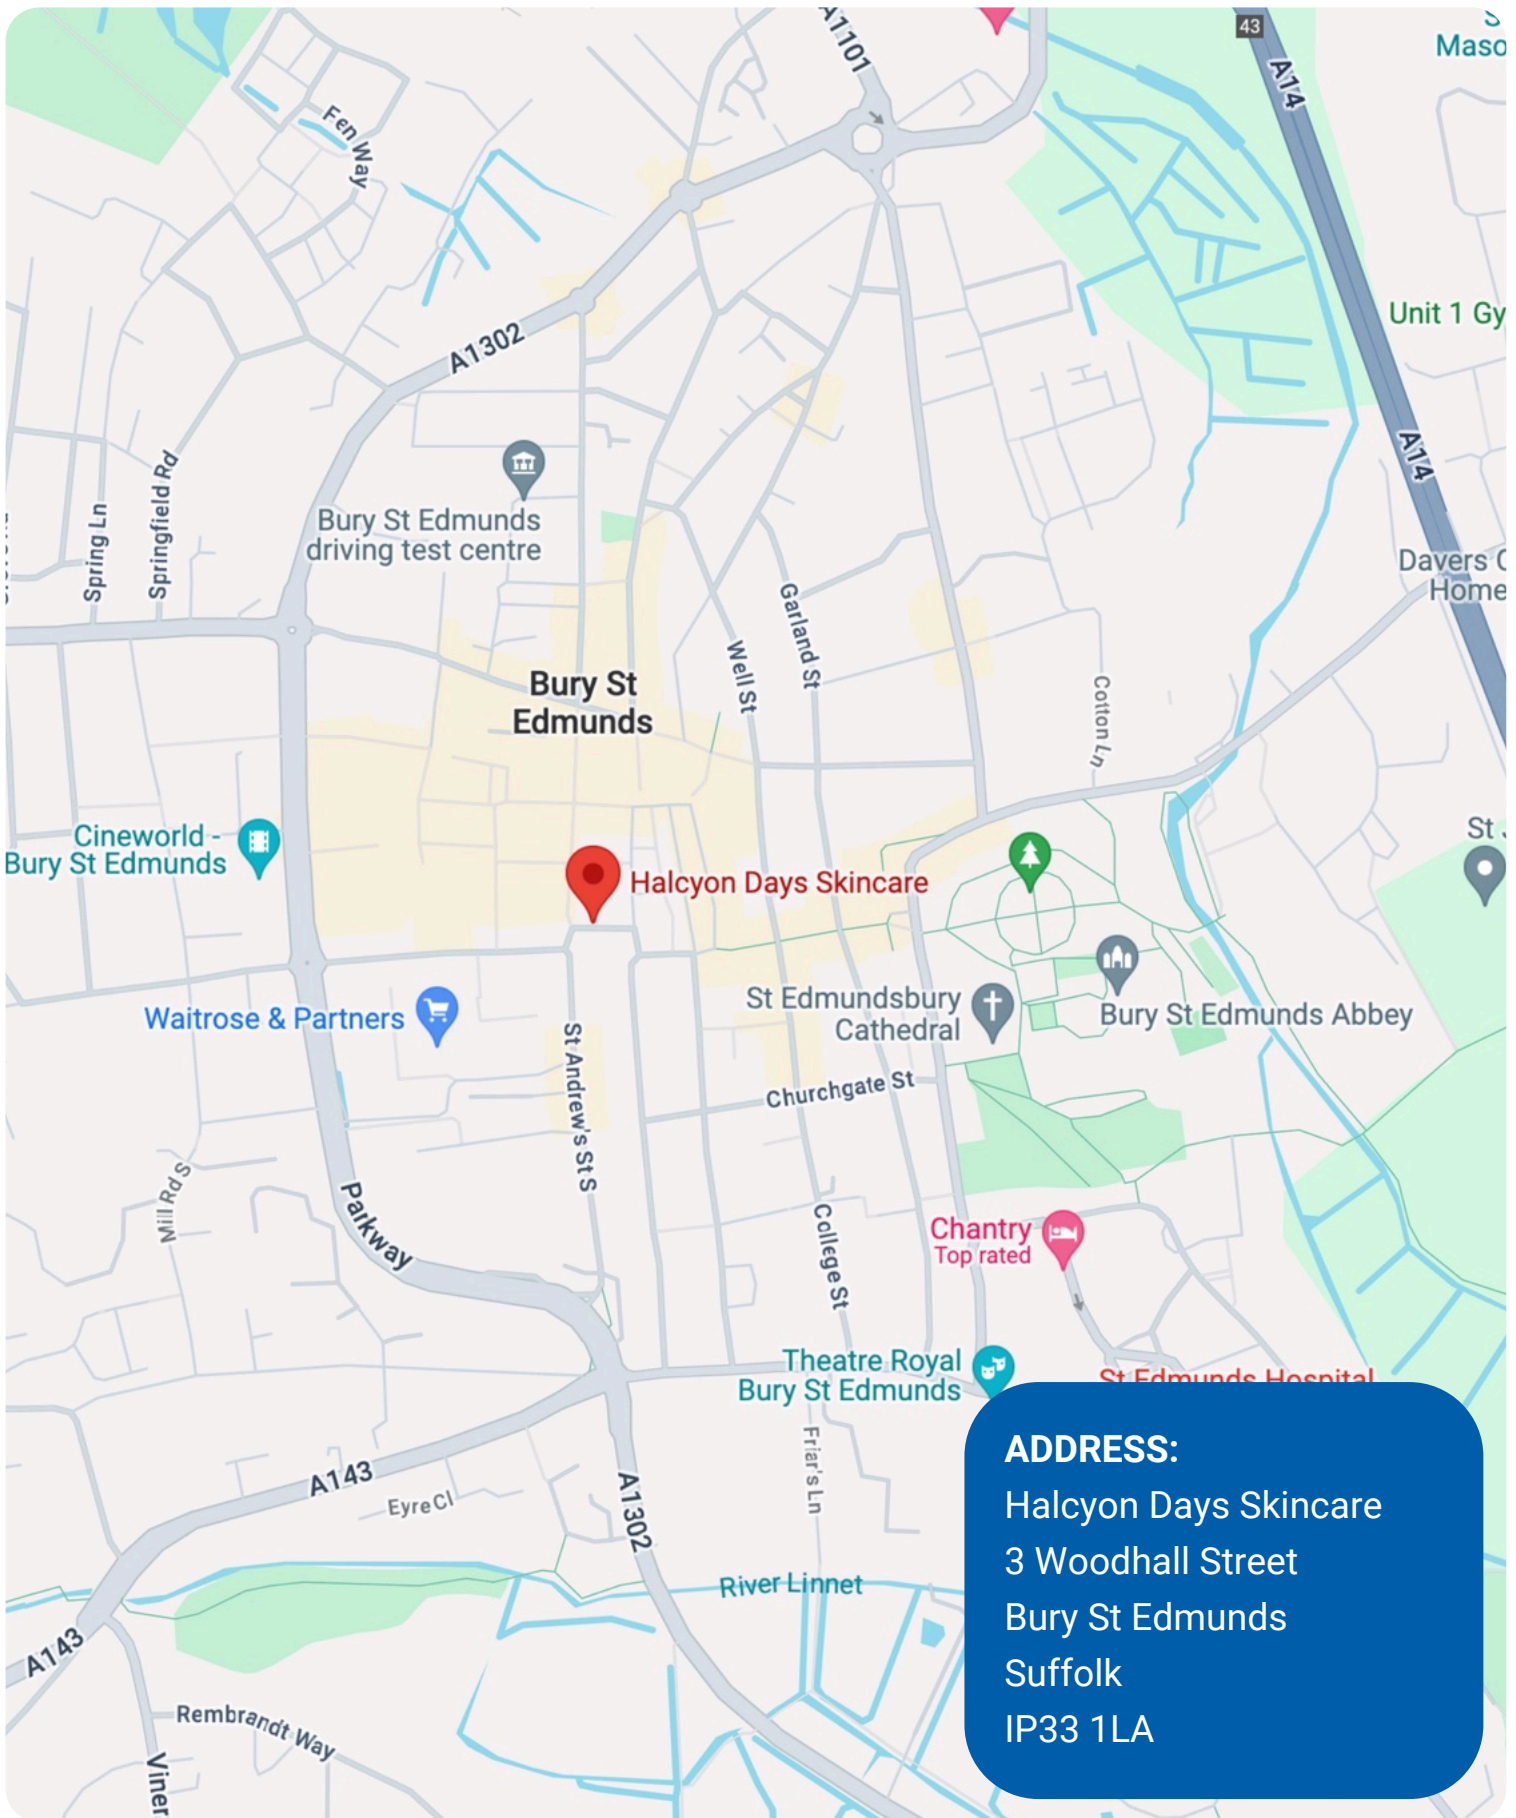 A1101
43
A14
Maso
Fen Way
Unit 1 Gy
A1302
A14
Springfield Rd
Spring Ln
Bury St Edmunds
driving test centre
Davers C
Home
Garland St
Well St
Bury St
Edmunds
Cotton Ln
Cineworld -
Bury St Edmunds
St
Halcyon Days Skincare
Waitrose & Partners
St Edmundsbury
Cathedral
Bury St Edmunds Abbey
St Andrew's St S
Churchgate St
Mill Rd S
Parkway
College St
Chantry
Top rated
Theatre Royal
Bury St Edmunds
St Edmunds Hospital
Friar's Ln
A143
Eyre Cl
A1302
River Linnet
A143
Rembrandt Way
Viner
ADDRESS:
Halcyon Days Skincare
3 Woodhall Street
Bury St Edmunds
Suffolk
IP33 1LA